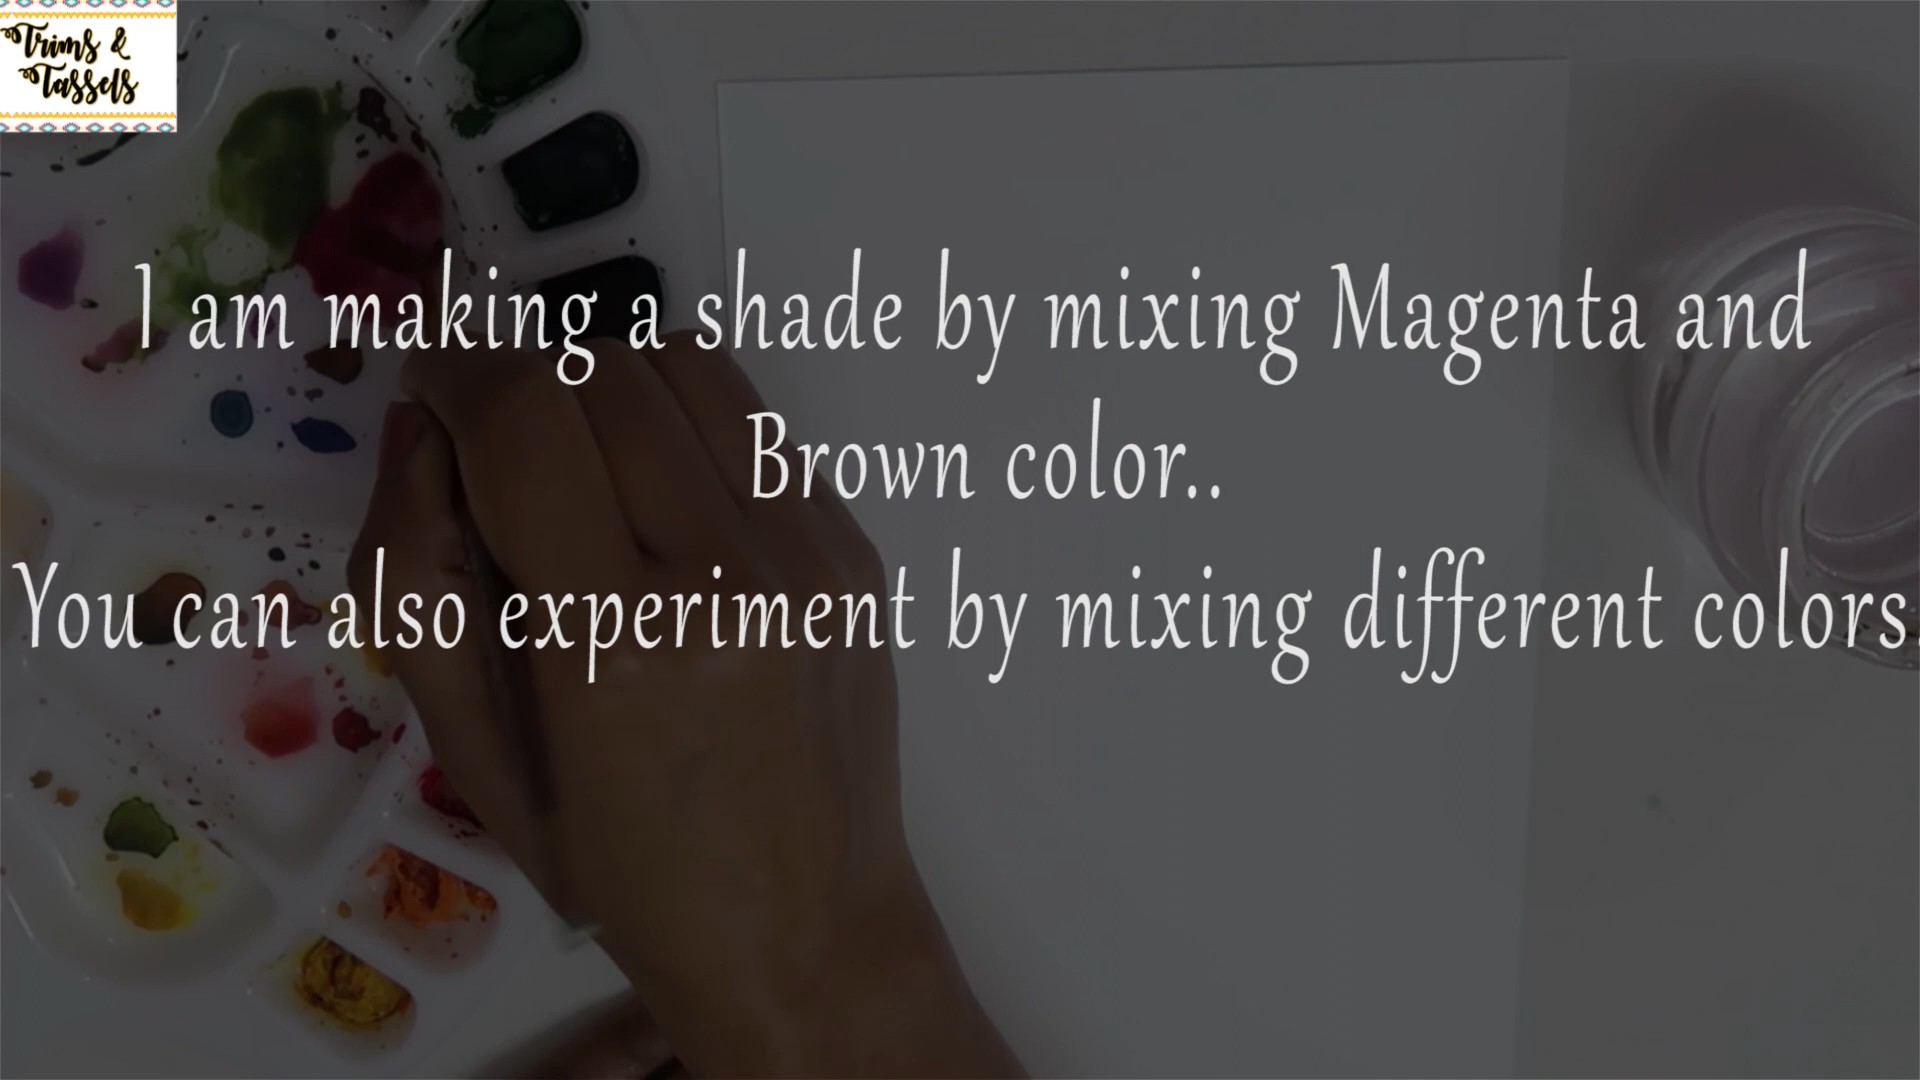 Trims &
Tassels
I am making a shade by mixing Magenta and
Brown color..
You can also experiment by mixing different colors.